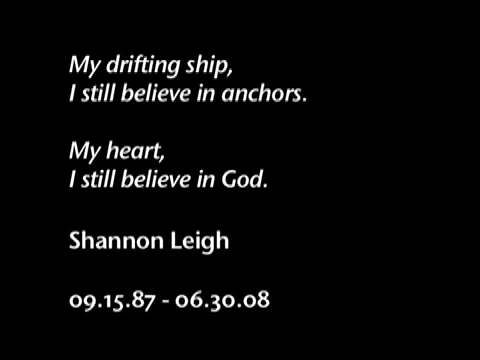 My drifting ship,
I still believe in anchors.
My heart,
I still believe in God.
Shannon Leigh
09.15.87 - 06.30.08